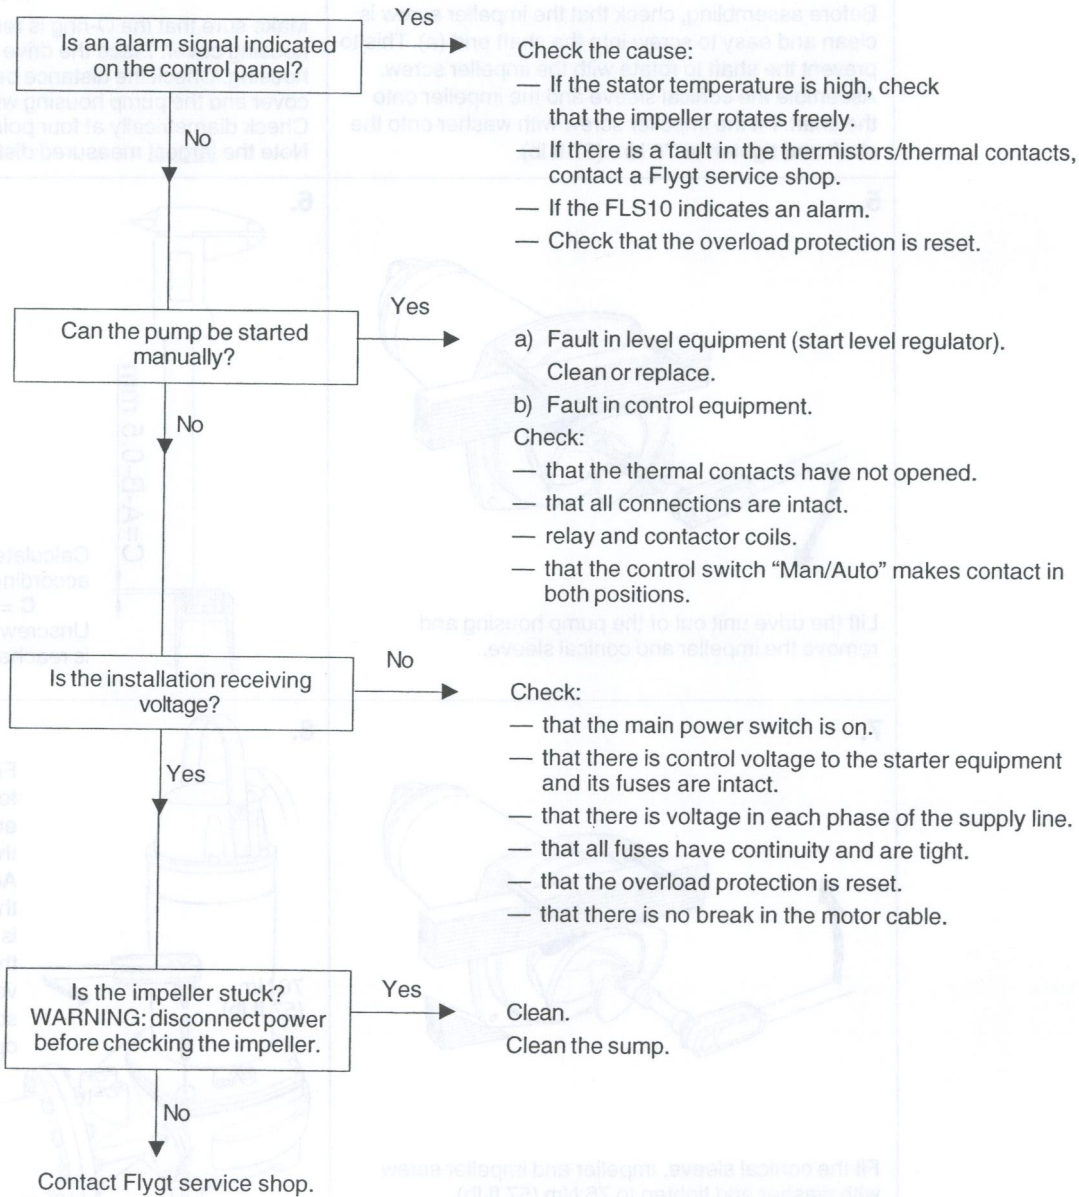 Yes
Is an alarm signal indicated
on the control panel?
Check the cause:
— If the stator temperature is high, check
that the impeller rotates freely.
— If there is a fault in the thermistors/thermal contacts,
contact a Flygt service shop.
— If the FLS10 indicates an alarm.
— Check that the overload protection is reset.
No
Can the pump be started
manually?
Yes
a) Fault in level equipment (start level regulator).
Clean or replace.
b) Fault in control equipment.
Check:
— that the thermal contacts have not opened.
— that all connections are intact.
— relay and contactor coils.
— that the control switch “Man/Auto” makes contact in
both positions.
No
Is the installation receiving
voltage?
No
Check:
— that the main power switch is on.
— that there is control voltage to the starter equipment
and its fuses are intact.
— that there is voltage in each phase of the supply line.
— that all fuses have continuity and are tight.
— that the overload protection is reset.
— that there is no break in the motor cable.
Yes
Is the impeller stuck?
WARNING: disconnect power
before checking the impeller.
Yes
Clean.
Clean the sump.
No
Contact Flygt service shop.